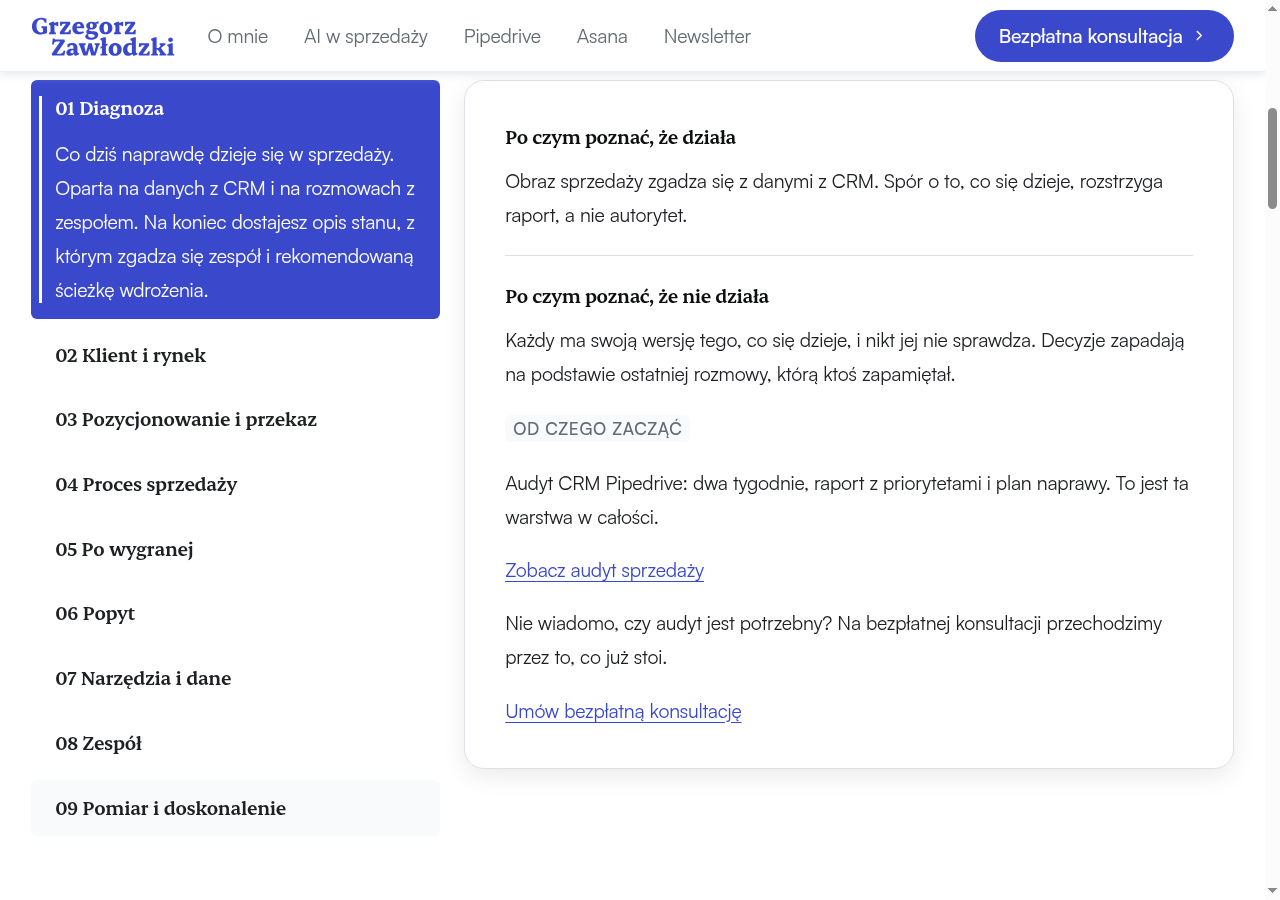 Grzegorz
Zawłodzki
O mnie
AI w sprzedaży
Pipedrive
Asana
Newsletter
Bezpłatna konsultacja
01 Diagnoza
Co dziś naprawdę dzieje się w sprzedaży.
Oparta na danych z CRM i na rozmowach z
zespołem. Na koniec dostajesz opis stanu, z
którym zgadza się zespół i rekomendowaną
ścieżkę wdrożenia.
02 Klient i rynek
03 Pozycjonowanie i przekaz
04 Proces sprzedaży
05 Po wygranej
06 Popyt
07 Narzędzia i dane
08 Zespół
09 Pomiar i doskonalenie
Po czym poznać, że działa
Obraz sprzedaży zgadza się z danymi z CRM. Spór o to, co się dzieje, rozstrzyga
raport, a nie autorytet.
Po czym poznać, że nie działa
Każdy ma swoją wersję tego, co się dzieje, i nikt jej nie sprawdza. Decyzje zapadają
na podstawie ostatniej rozmowy, którą ktoś zapamiętał.
OD CZEGO ZACZĄĆ
Audyt CRM Pipedrive: dwa tygodnie, raport z priorytetami i plan naprawy. To jest ta
warstwa w całości.
Zobacz audyt sprzedaży
Nie wiadomo, czy audyt jest potrzebny? Na bezpłatnej konsultacji przechodzimy
przez to, co już stoi.
Umów bezpłatną konsultację